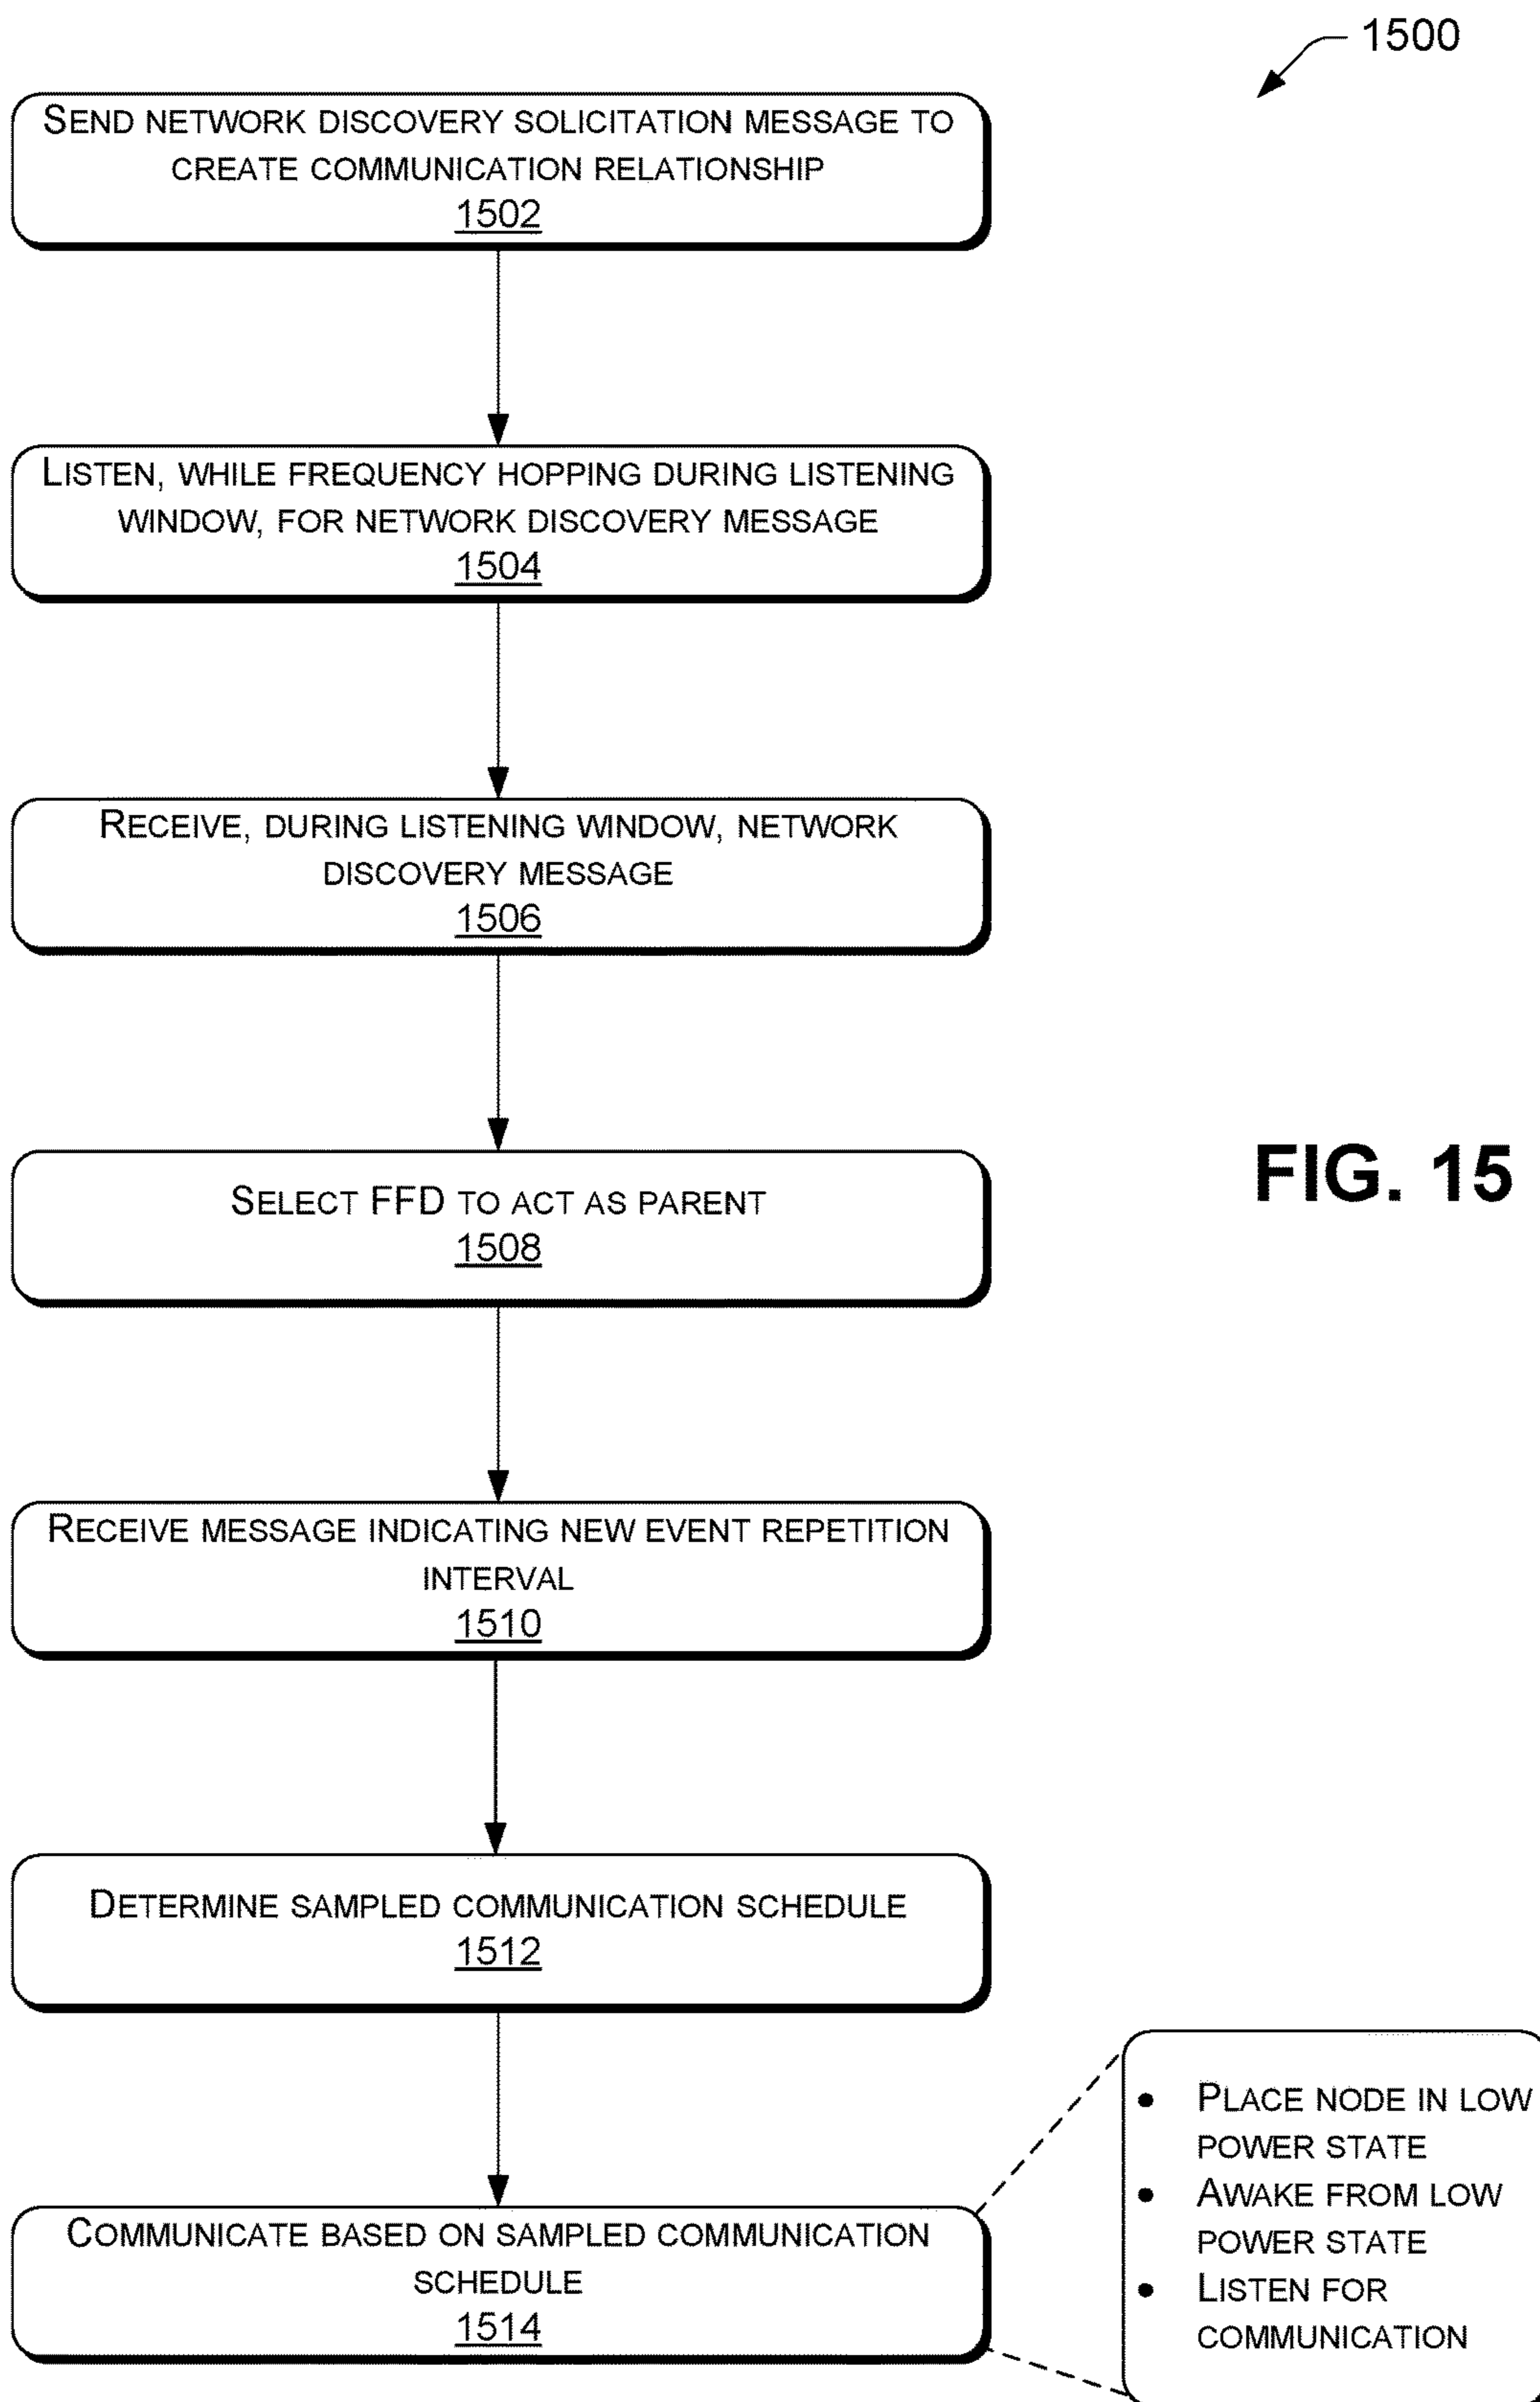 1500
SEND NETWORK DISCOVERY SOLICITATION MESSAGE TO
CREATE COMMUNICATION RELATIONSHIP
1502
LISTEN, WHILE FREQUENCY HOPPING DURING LISTENING
WINDOW, FOR NETWORK DISCOVERY MESSAGE
1504
RECEIVE, DURING LISTENING WINDOW, NETWORK
DISCOVERY MESSAGE
1506
SELECT FFD TO ACT AS PARENT
1508
FIG. 15
RECEIVE MESSAGE INDICATING NEW EVENT REPETITION
INTERVAL
1510
DETERMINE SAMPLED COMMUNICATION SCHEDULE
1512
COMMUNICATE BASED ON SAMPLED COMMUNICATION
SCHEDULE
1514
• PLACE NODE IN LOW
POWER STATE
• AWAKE FROM LOW
POWER STATE
• LISTEN FOR
COMMUNICATION